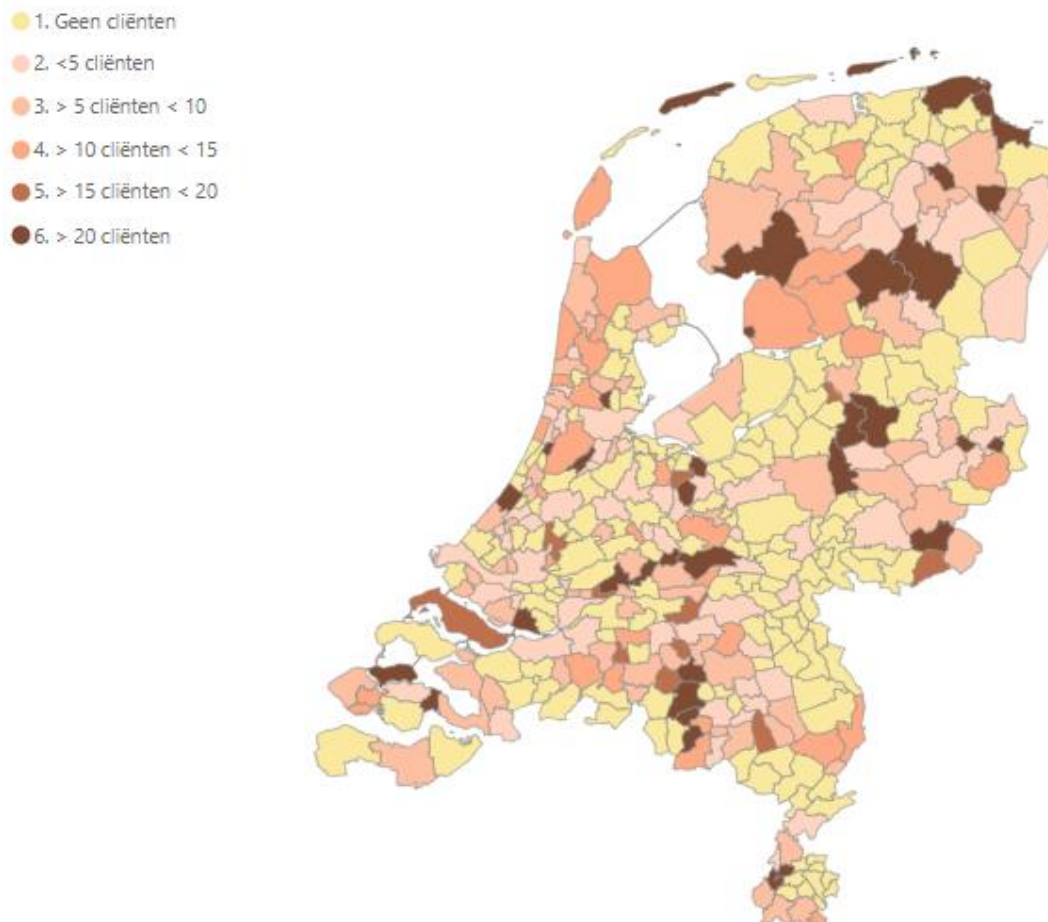 1. Geen cliënten
2. <5 cliënten
3. > 5 cliënten < 10
4. > 10 cliënten < 15
5. > 15 cliënten < 20
6. > 20 cliënten